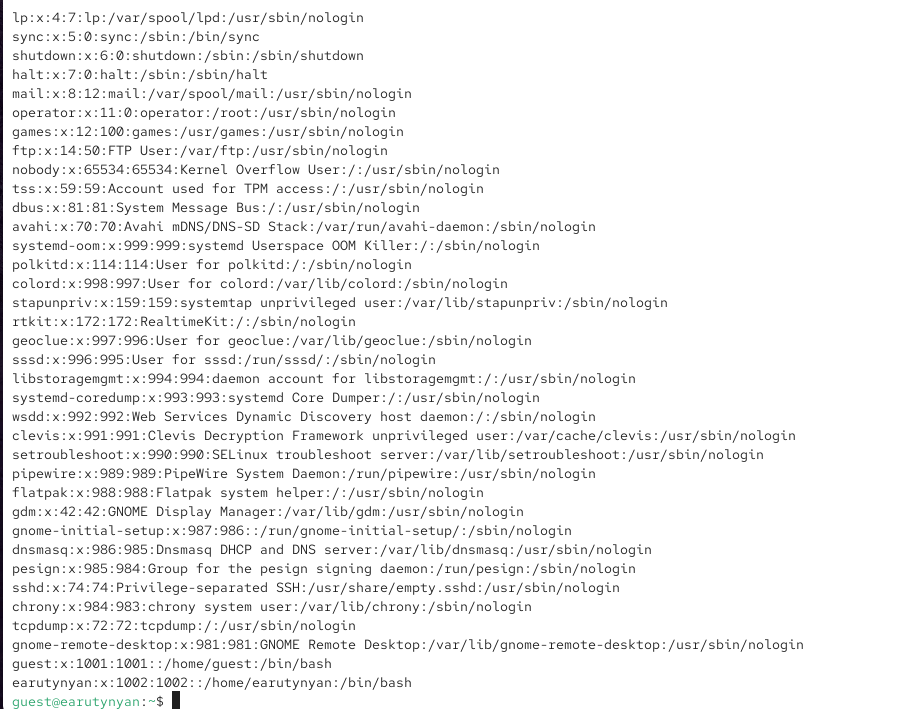 lp:x:4:7:lp:/var/spool/lpd:/usr/sbin/nologin
sync:x:5:0:sync:/sbin:/bin/sync
shutdown:x:6:0:shutdown:/sbin:/sbin/shutdown
halt:x:7:0:halt:/sbin:/sbin/halt
mail:x:8:12:mail:/var/spool/mail:/usr/sbin/nologin
operator:x:11:0:operator:/root:/usr/sbin/nologin
games:x:12:100:games:/usr/games:/usr/sbin/nologin
ftp:x:14:50:FTP User:/var/ftp:/usr/sbin/nologin
nobody:x:65534:65534:Kernel Overflow User:/:/usr/sbin/nologin
tss:x:59:59:Account used for TPM access:/:/usr/sbin/nologin
dbus:x:81:81:System Message Bus:/:/usr/sbin/nologin
avahi:x:70:70:Avahi mDNS/DNS-SD Stack:/var/run/avahi-daemon:/sbin/nologin
systemd-oom:x:999:999:systemd Userspace OOM Killer:/:/sbin/nologin
polkitd:x:114:114:User for polkitd:/:/sbin/nologin
colord:x:998:997:User for colord:/var/lib/colord:/sbin/nologin
stapunpriv:x:159:159:systemtap unprivileged user:/var/lib/stapunpriv:/sbin/nologin
rtkit:x:172:172:RealtimeKit:/:/sbin/nologin
geoclue:x:997:996:User for geoclue:/var/lib/geoclue:/sbin/nologin
sssd:x:996:995:User for sssd:/run/sssd/:/sbin/nologin
libstoragemgmt:x:994:994:daemon account for libstoragemgmt:/:/usr/sbin/nologin
systemd-coredump:x:993:993:systemd Core Dumper:/:/sbin/nologin
wsdd:x:992:992:Web Services Dynamic Discovery host daemon:/:/sbin/nologin
clevis:x:991:991:Clevis Decryption Framework unprivileged user:/var/cache/clevis:/usr/sbin/nologin
setroubleshoot:x:990:990:SELinux troubleshoot server:/var/lib/setroubleshoot:/usr/sbin/nologin
pipewire:x:989:989:PipeWire System Daemon:/run/pipewire:/usr/sbin/nologin
flatpak:x:988:988:Flatpak system helper:/:/usr/sbin/nologin
gdm:x:42:42:GNOME Display Manager:/var/lib/gdm:/usr/sbin/nologin
gnome-initial-setup:x:987:986::/run/gnome-initial-setup/:/sbin/nologin
dnsmasq:x:986:985:Dnsmasq DHCP and DNS server:/var/lib/dnsmasq:/usr/sbin/nologin
pesign:x:985:984:Group for the pesign signing daemon:/run/pesign:/sbin/nologin
sshd:x:74:74:Privilege-separated SSH:/usr/share/empty.sshd:/usr/sbin/nologin
chrony:x:984:983:chrony system user:/var/lib/chrony:/sbin/nologin
tcpdump:x:72:72:tcpdump:/:/usr/sbin/nologin
gnome-remote-desktop:x:981:981:GNOME Remote Desktop:/var/lib/gnome-remote-desktop:/usr/sbin/nologin
guest:x:1001:1001::/home/guest:/bin/bash
earutynyan:x:1002:1002::/home/earutynyan:/bin/bash
guest@earutynyan:~$